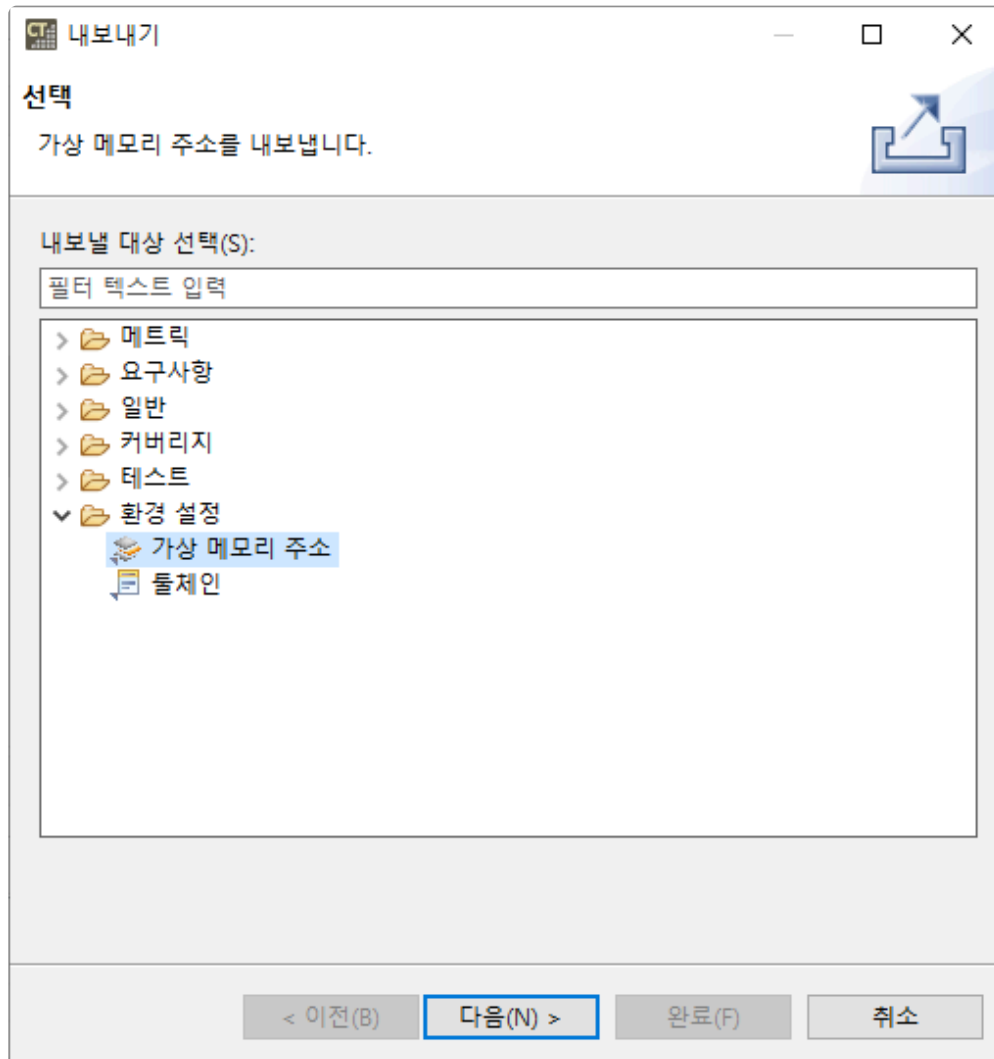 CT 내보내기
선택
가상 메모리 주소를 내보냅니다.
내보낼 대상 선택(S):
필터 텍스트 입력
메트릭
요구사항
일반
커버리지
테스트
환경 설정
가상 메모리 주소
툴체인
< 이전(B) 다음(N) > 완료(F) 취소